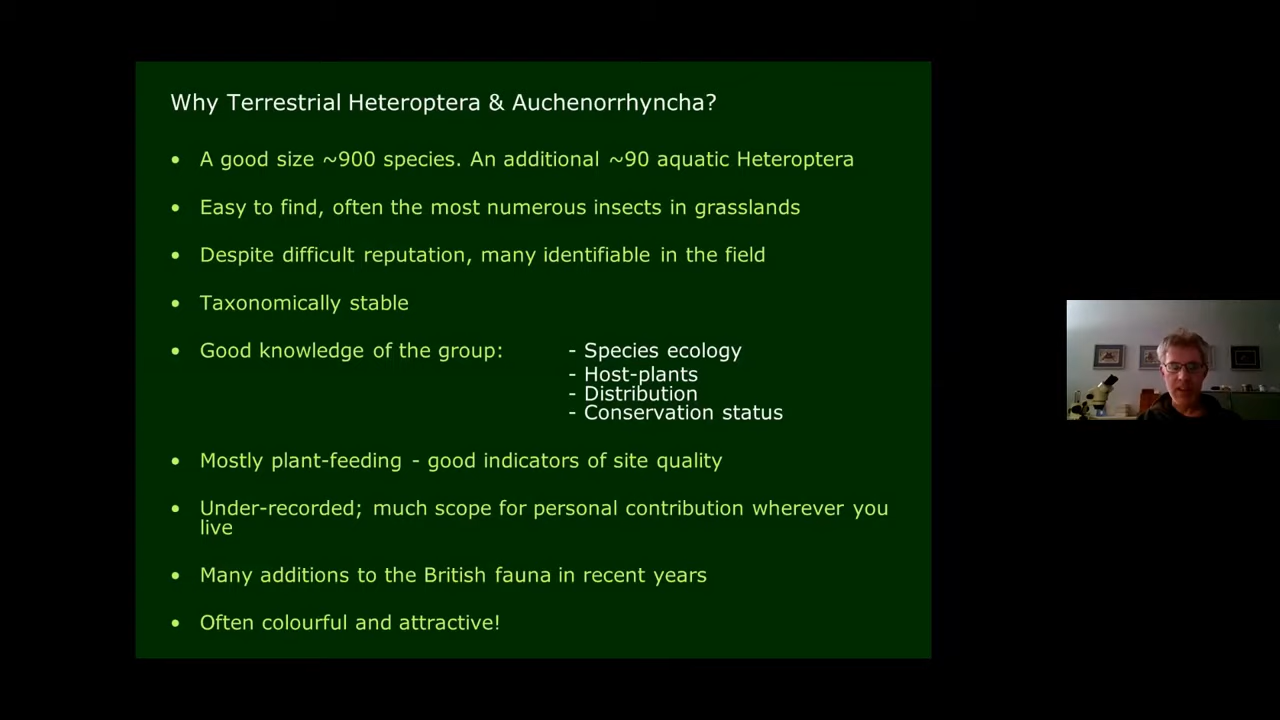 Why Terrestrial Heteroptera & Auchenorrhyncha?
• A good size ~900 species. An additional ~90 aquatic Heteroptera
• Easy to find, often the most numerous insects in grasslands
• Despite difficult reputation, many identifiable in the field
• Taxonomically stable
• Good knowledge of the group: - Species ecology
- Host-plants
- Distribution
- Conservation status
• Mostly plant-feeding - good indicators of site quality
• Under-recorded; much scope for personal contribution wherever you
live
• Many additions to the British fauna in recent years
• Often colourful and attractive!